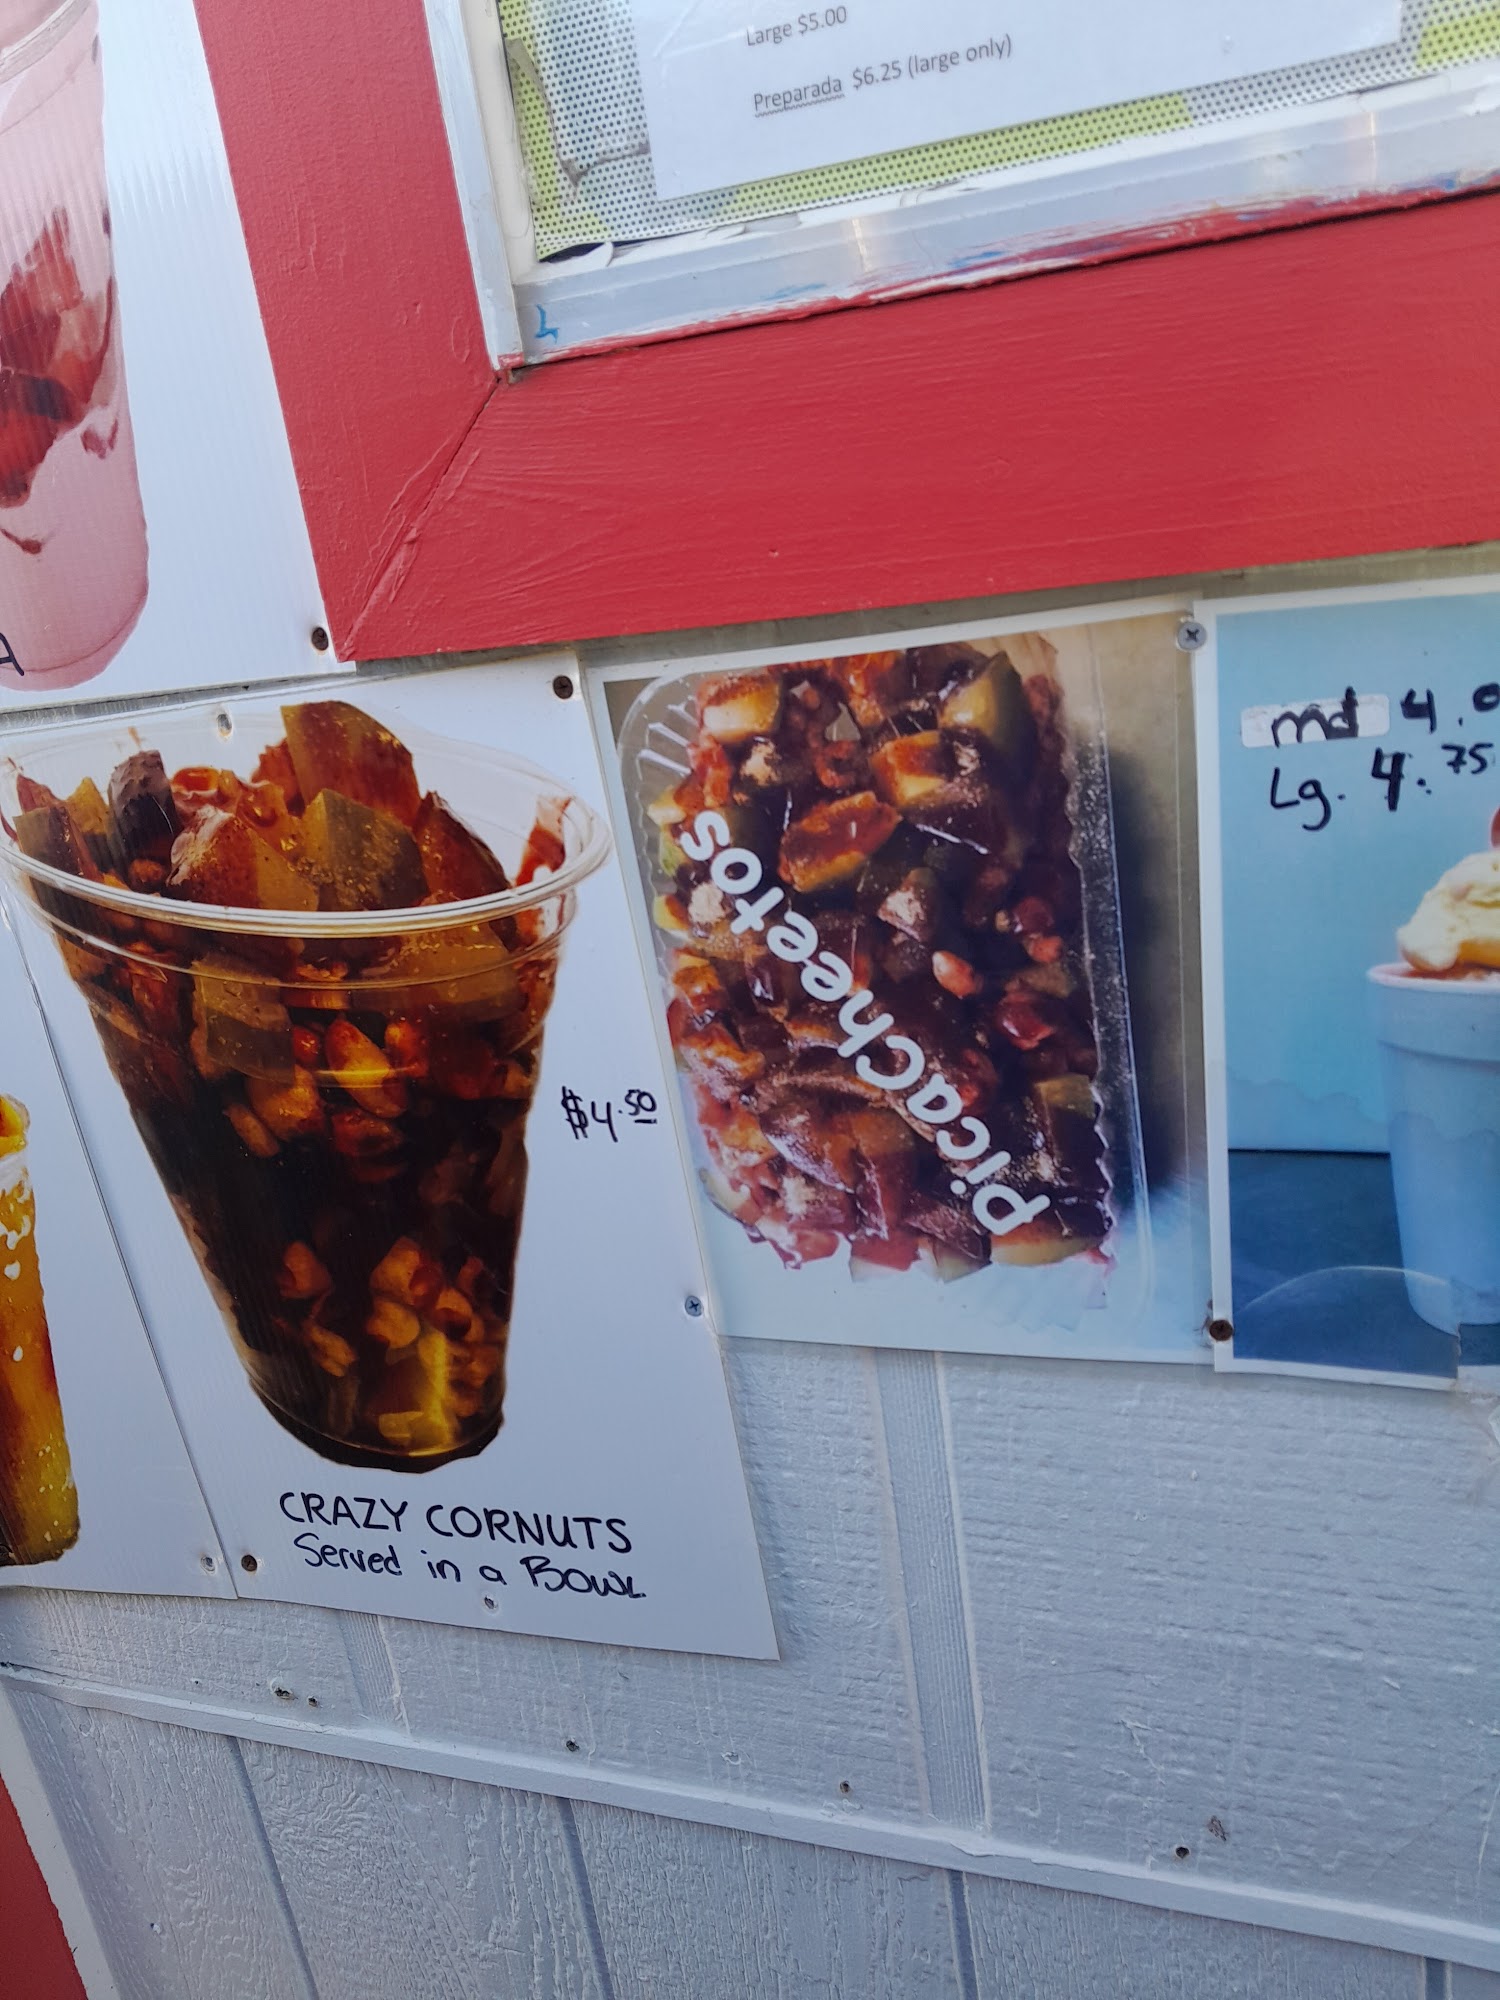 Large $5.00
Preparada $6.25 (large only)
md 4.0
Lg. 4.75
picaCheetos
$4.50
CRAZY CORNUTS
Served in a Bowl